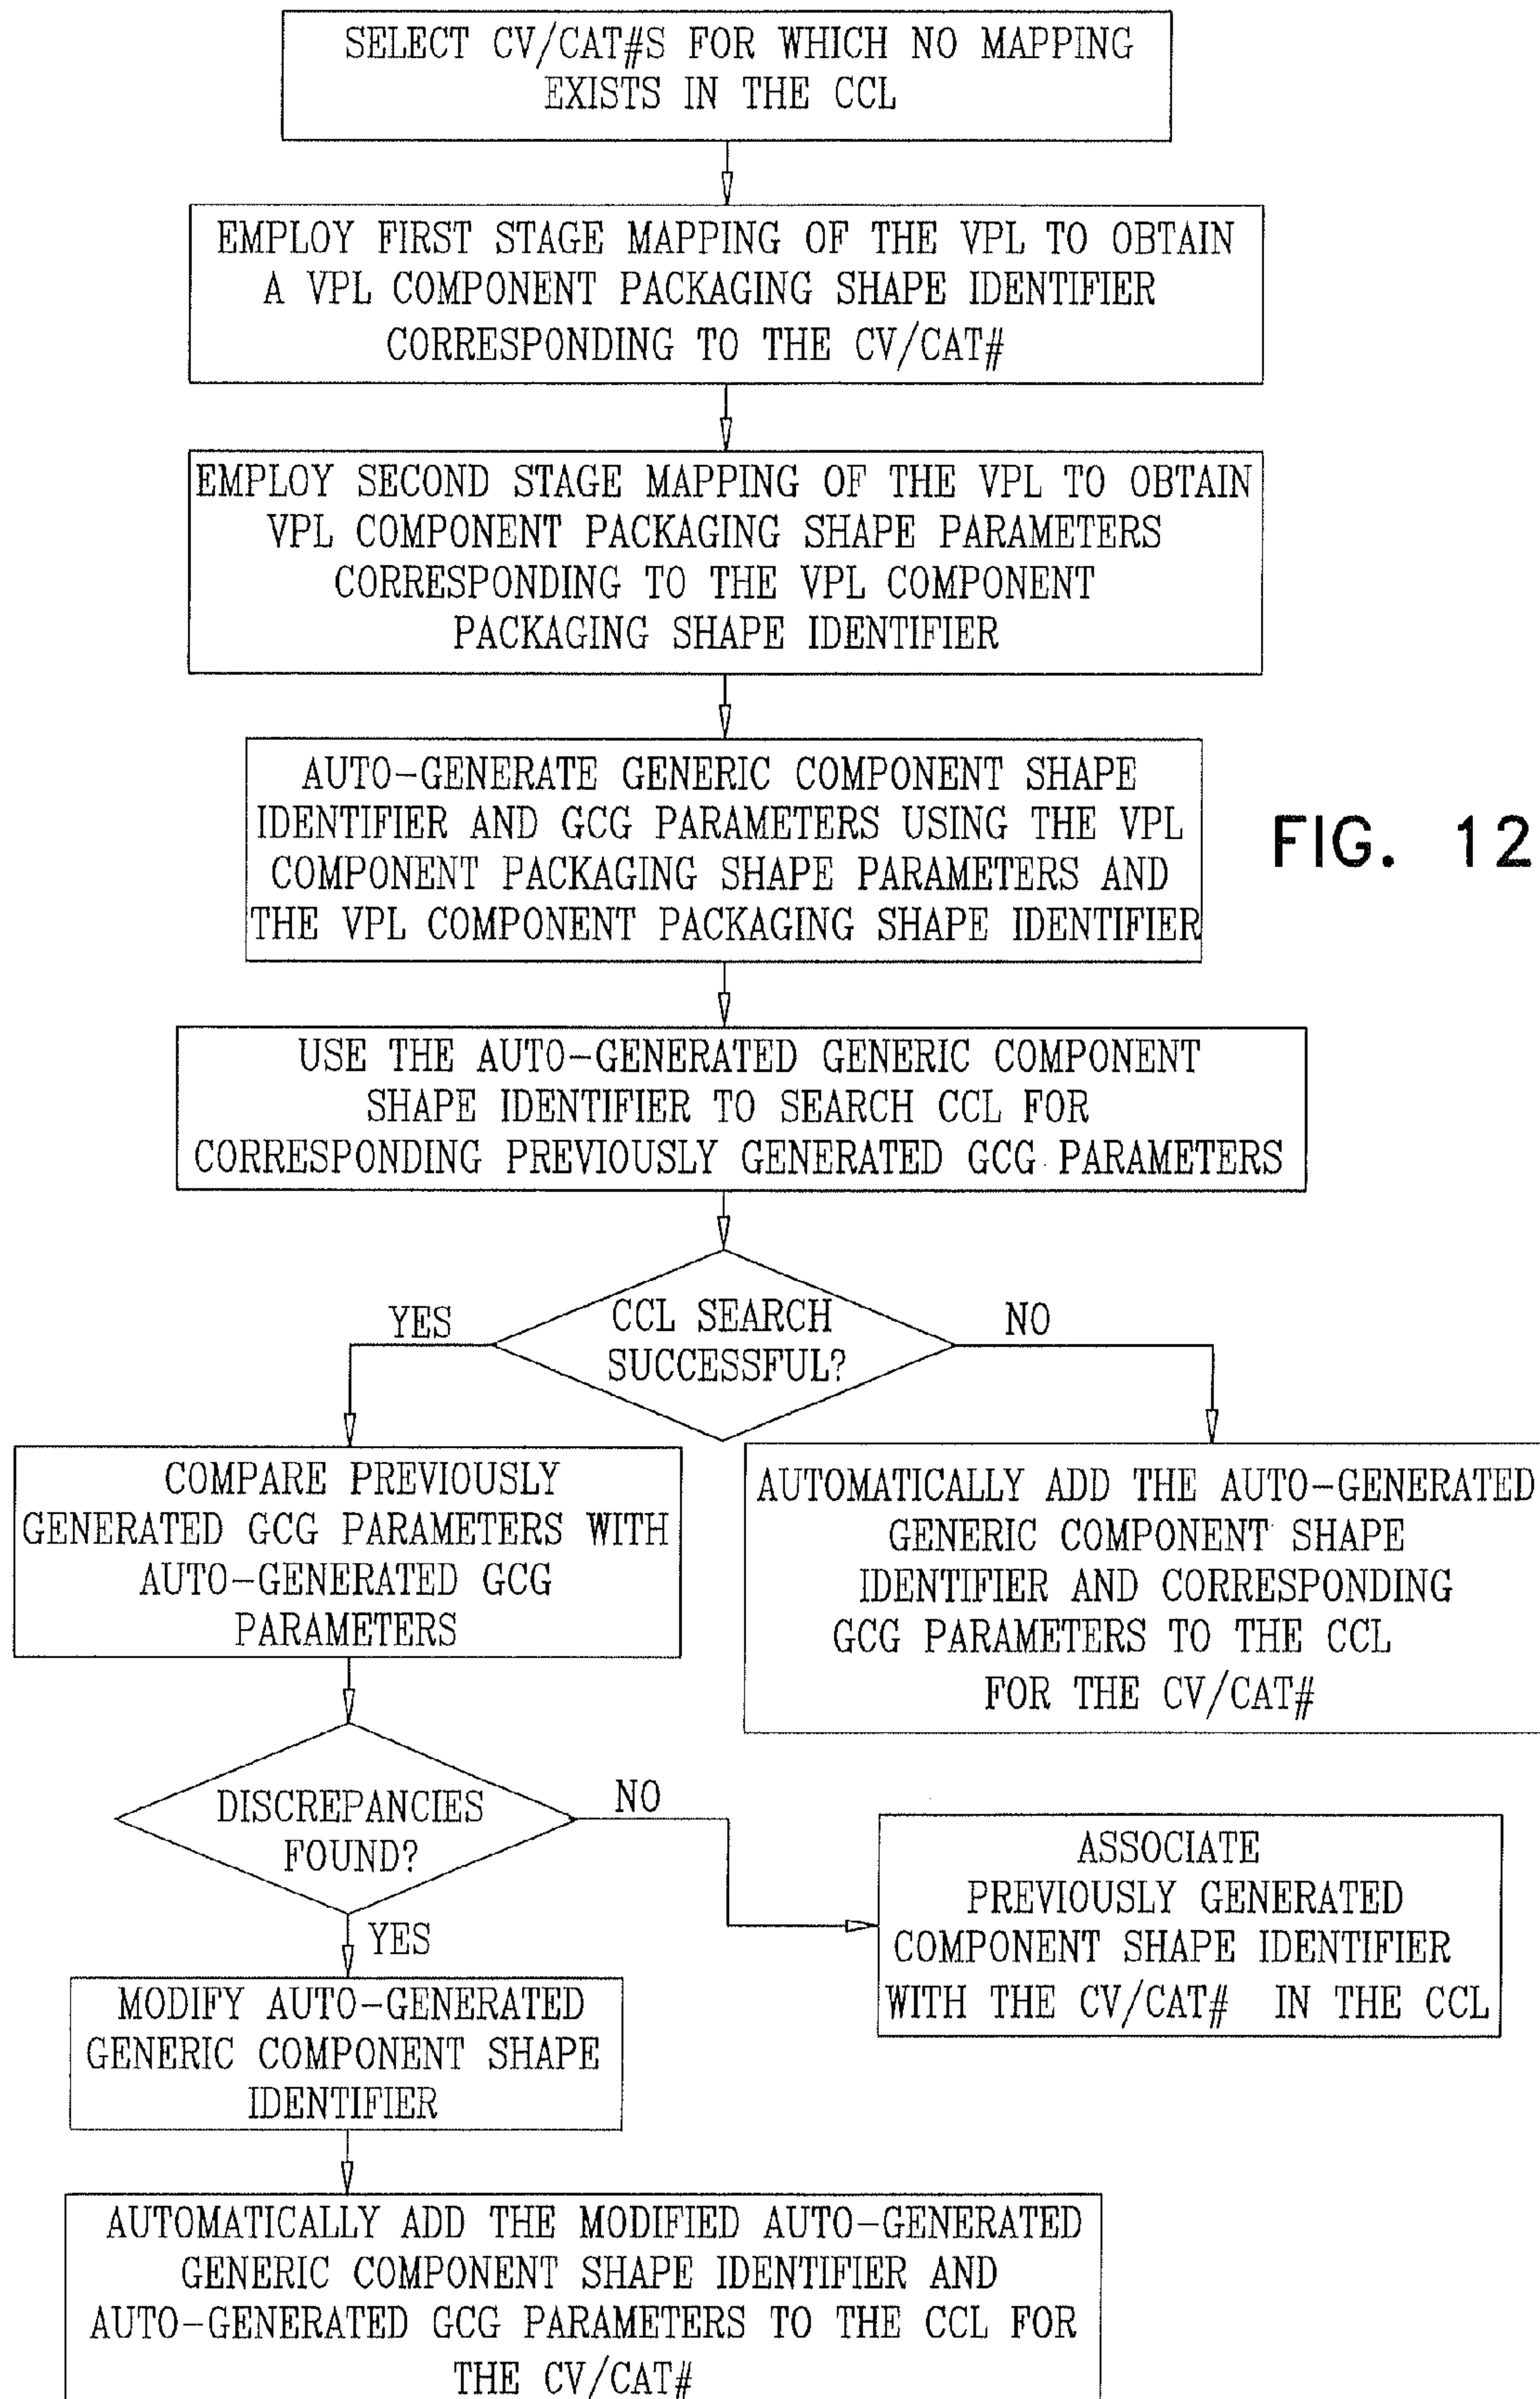 SELECT CV/CAT#S FOR WHICH NO MAPPING
EXISTS IN THE CCL
EMPLOY FIRST STAGE MAPPING OF THE VPL TO OBTAIN
A VPL COMPONENT PACKAGING SHAPE IDENTIFIER
CORRESPONDING TO THE CV/CAT#
EMPLOY SECOND STAGE MAPPING OF THE VPL TO OBTAIN
VPL COMPONENT PACKAGING SHAPE PARAMETERS
CORRESPONDING TO THE VPL COMPONENT
PACKAGING SHAPE IDENTIFIER
AUTO-GENERATE GENERIC COMPONENT SHAPE
IDENTIFIER AND GCG PARAMETERS USING THE VPL
COMPONENT PACKAGING SHAPE PARAMETERS AND
THE VPL COMPONENT PACKAGING SHAPE IDENTIFIER
FIG. 12
USE THE AUTO-GENERATED GENERIC COMPONENT
SHAPE IDENTIFIER TO SEARCH CCL FOR
CORRESPONDING PREVIOUSLY GENERATED GCG PARAMETERS
CCL SEARCH
SUCCESSFUL?
YES
NO
COMPARE PREVIOUSLY
GENERATED GCG PARAMETERS WITH
AUTO-GENERATED GCG
PARAMETERS
AUTOMATICALLY ADD THE AUTO-GENERATED
GENERIC COMPONENT SHAPE
IDENTIFIER AND CORRESPONDING
GCG PARAMETERS TO THE CCL
FOR THE CV/CAT#
DISCREPANCIES
FOUND?
NO
YES
ASSOCIATE
PREVIOUSLY GENERATED
COMPONENT SHAPE IDENTIFIER
WITH THE CV/CAT# IN THE CCL
MODIFY AUTO-GENERATED
GENERIC COMPONENT SHAPE
IDENTIFIER
AUTOMATICALLY ADD THE MODIFIED AUTO-GENERATED
GENERIC COMPONENT SHAPE IDENTIFIER AND
AUTO-GENERATED GCG PARAMETERS TO THE CCL FOR
THE CV/CAT#